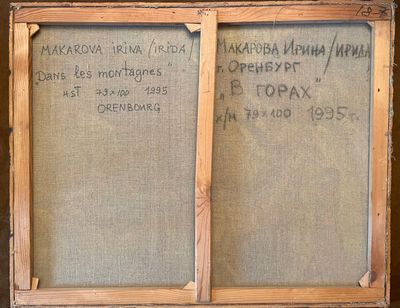 MAKAROVA IRINA/IRIDA/
„Dans les montagnes"
HST 79×100 1995
ORENBOURG
МАКАРОВА ИРИНА/ИРИДА
г. ОРЕНБУРГ
„В ГОРАХ"
х/м 79×100 1995 г.